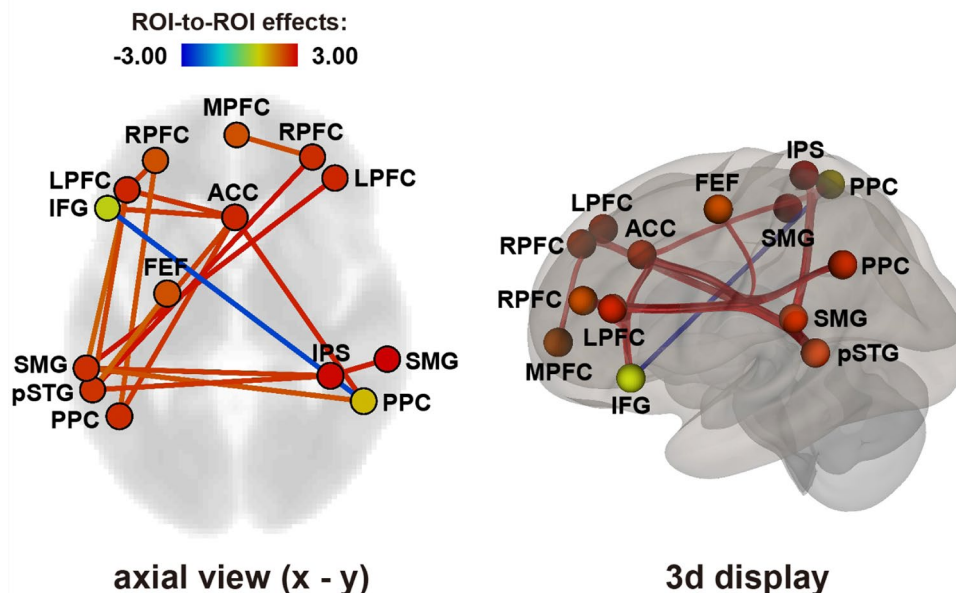 ROI-to-ROI effects:
-3.00 3.00
MPFC
RPFC RPFC
LPFC LPFC
IFG ACC
FEF
SMG IPS SMG
pSTG PPC
PPC
axial view (x - y)
IPS
FEF PPC
LPFC
RPFC ACC SMG
PPC
RPFC
LPFC SMG
MPFC pSTG
IFG
3d display